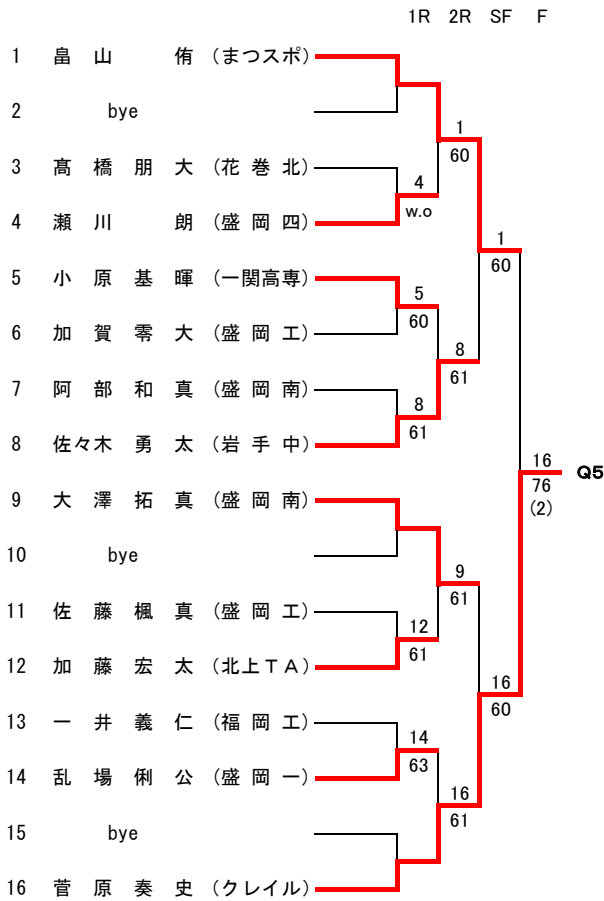 1R 2R SF F
1 畠 山 侑 (まつスポ)
2 bye
1
60
3 髙 橋 朋 大 (花 巻 北)
4
w.o
4 瀬 川 朗 (盛 岡 四)
1
60
5 小 原 基 暉 (一関高専)
5
60
6 加 賀 零 大 (盛 岡 工)
8
61
7 阿 部 和 真 (盛 岡 南)
8
61
8 佐々木 勇 太 (岩 手 中)
16
76
(2)
Q5
9 大 澤 拓 真 (盛 岡 南)
10 bye
9
61
11 佐 藤 楓 真 (盛 岡 工)
12
61
12 加 藤 宏 太 (北上TA)
16
60
13 一 井 義 仁 (福 岡 工)
14
63
14 乱 場 俐 公 (盛 岡 一)
16
61
15 bye
16 菅 原 奏 史 (クレイル)